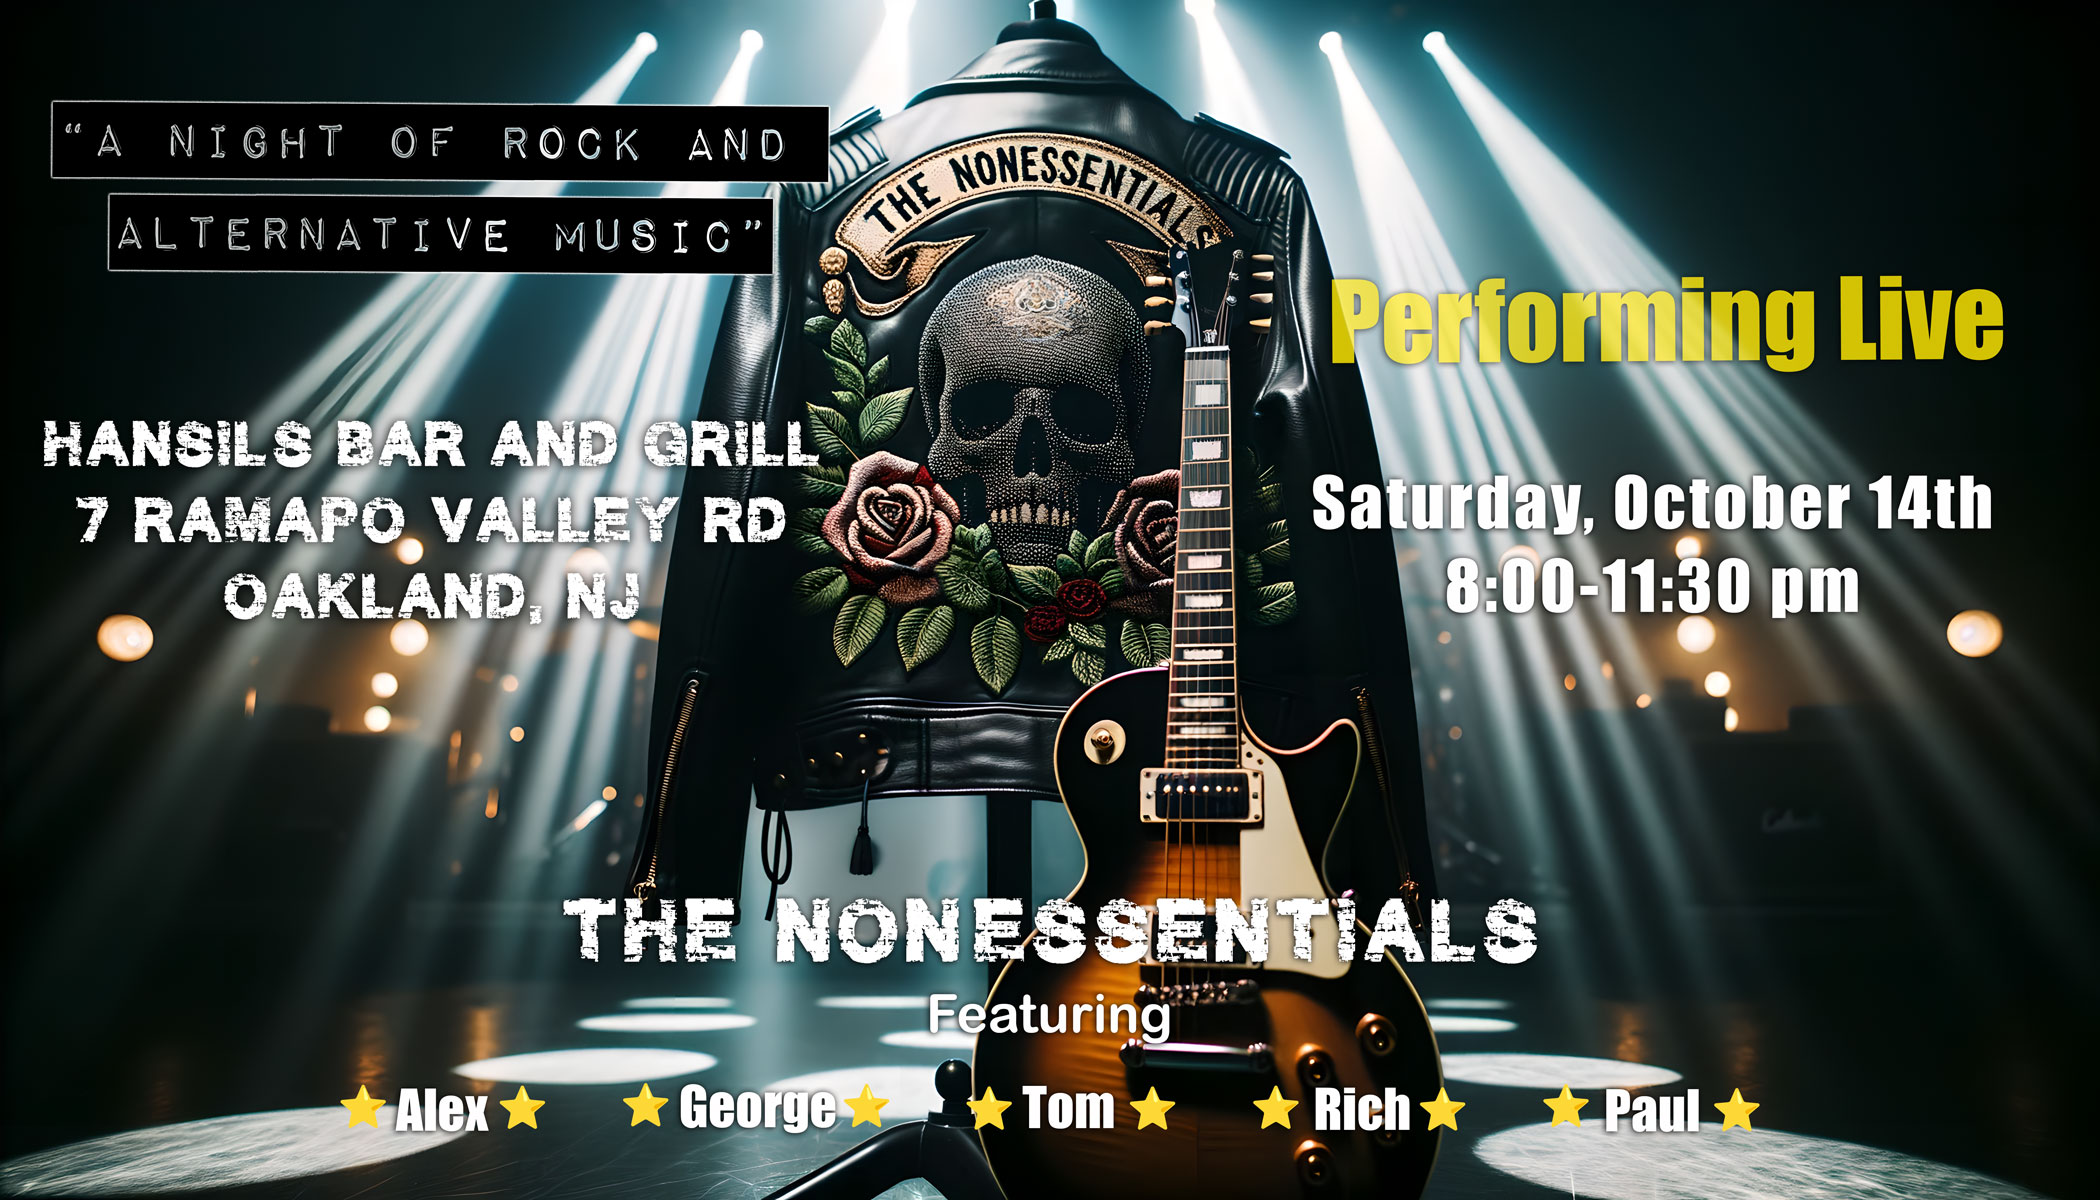 “A NIGHT OF ROCK AND
ALTERNATIVE MUSIC”
THE NONESSENTIALS
Performing Live
HANSILS BAR AND GRILL
7 RAMAPO VALLEY RD
OAKLAND, NJ
Saturday, October 14th
8:00-11:30 pm
THE NONESSENTIALS
Featuring
Alex George Tom Rich Paul